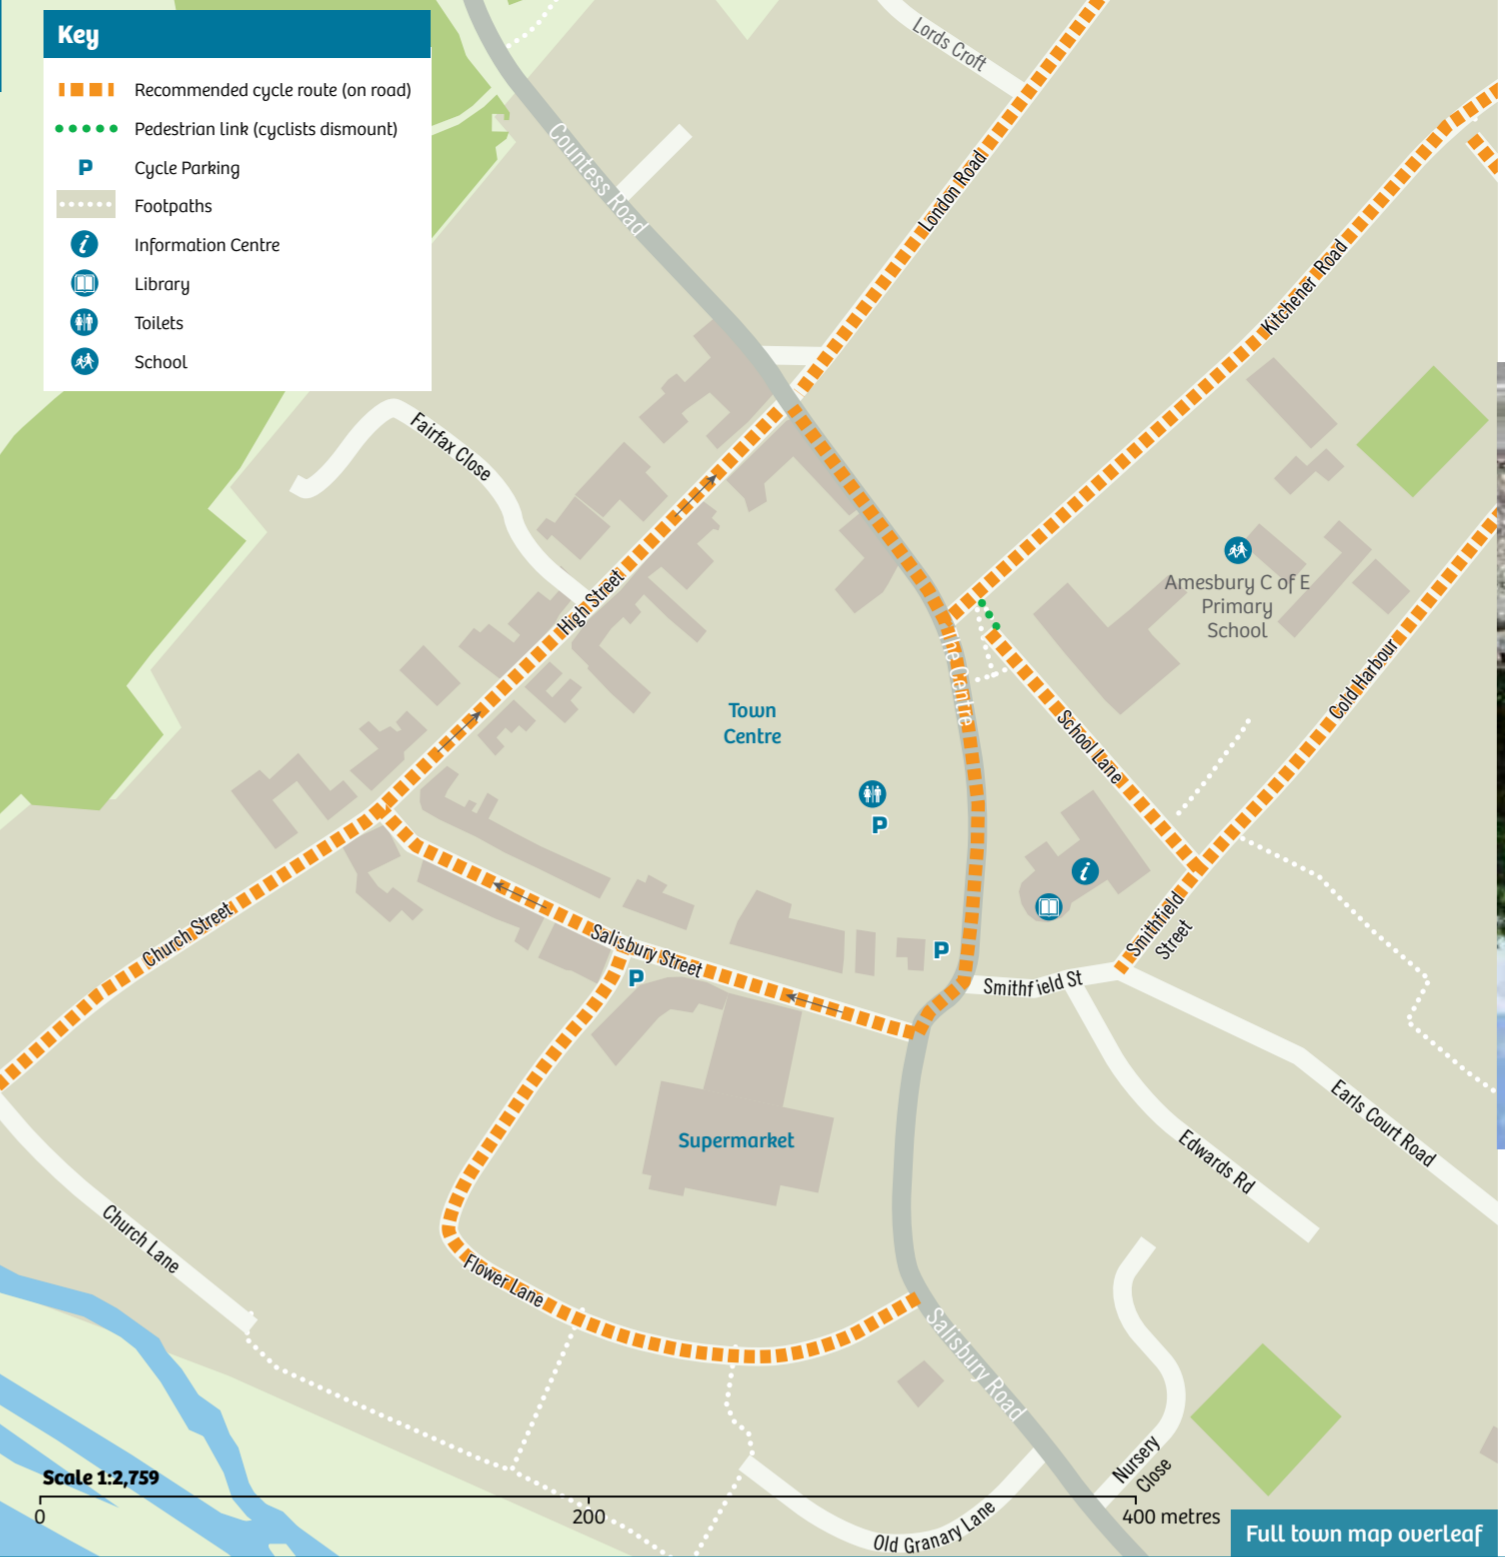 Key
Recommended cycle route (on road)
Pedestrian link (cyclists dismount)
P
Cycle Parking
Footpaths
i
Information Centre
Library
Toilets
School
Lords Croft
Countess Road
London Road
Kitchener Road
Fairfax Close
High Street
Amesbury C of E
Primary
School
The Centre
Cold Harbour
Town
Centre
School Lane
P
i
Church Street
Salisbury Street
P
P
Smithfield
Street
Smithfield St
Earls Court Road
Supermarket
Edwards Rd
Church Lane
Flower Lane
Salisbury Road
Nursery
Close
Old Granary Lane
Scale 1:2,759
0
200
400 metres
Full town map overleaf